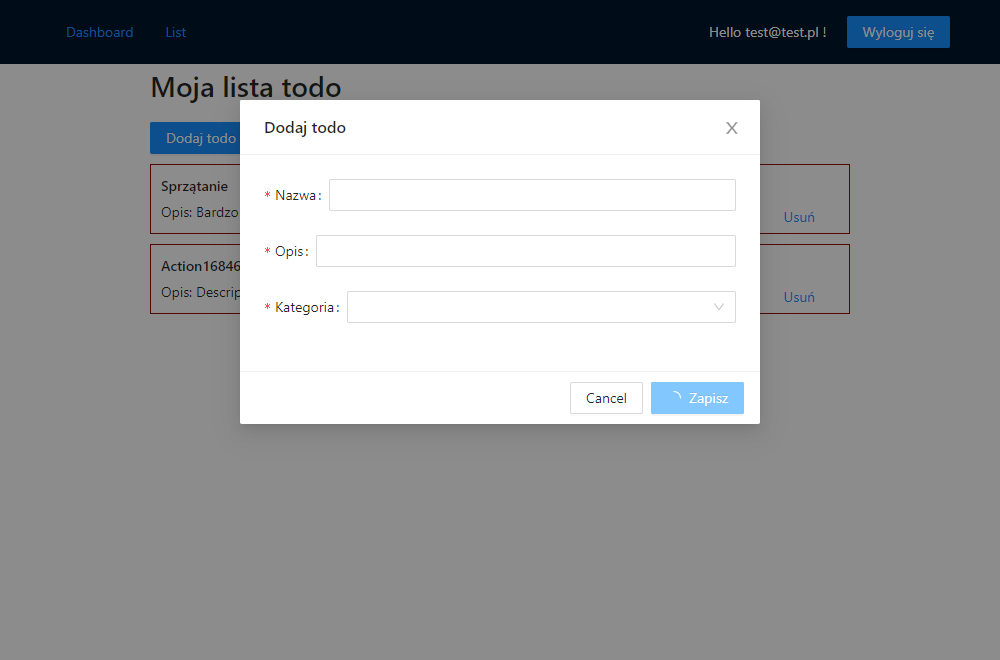 Dashboard List Hello test@test.pl ! Wyloguj się
Moja lista todo
Dodaj todo
Dodaj todo
Sprzątanie
Opis: Bardzo
Usuń
Action16846
Opis: Descrip
Usuń
* Nazwa:
* Opis:
* Kategoria:
Cancel Zapisz